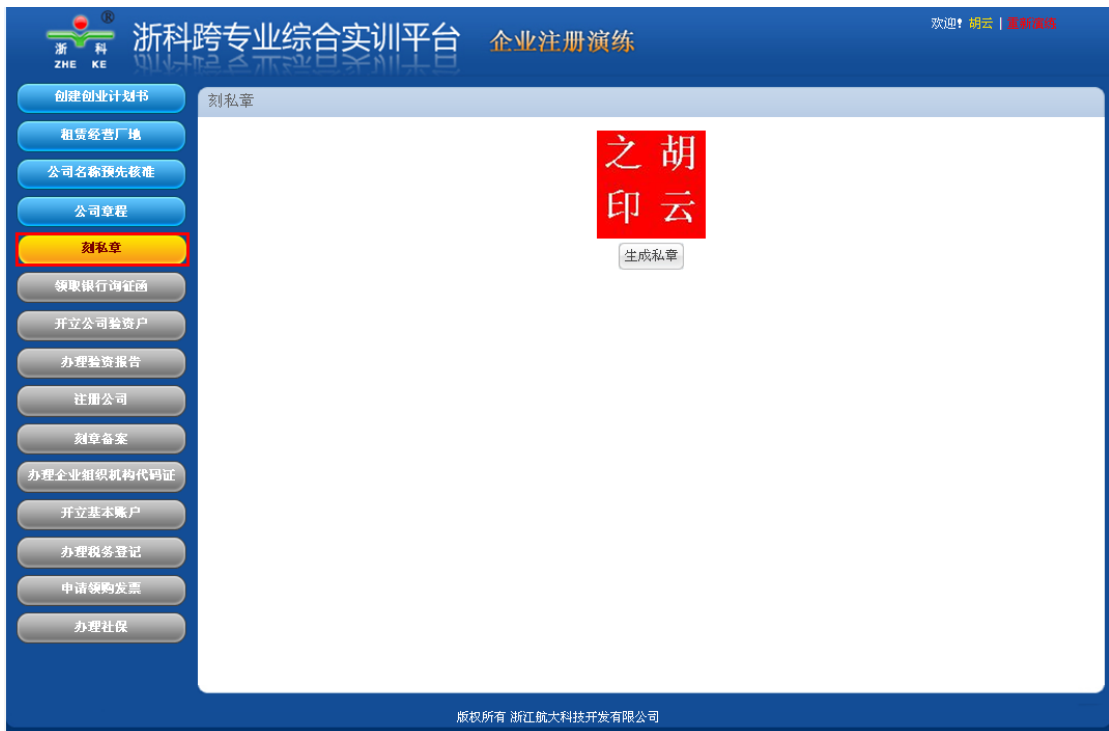 浙科
ZHE KE
®
浙科跨专业综合实训平台
企业注册演练
欢迎! 胡云 | 重新演练
创建创业计划书
租赁经营厂地
公司名称预先核准
公司章程
刻私章
领取银行询证函
开立公司验资户
办理验资报告
注册公司
刻章备案
办理企业组织机构代码证
开立基本账户
办理税务登记
申请领购发票
办理社保
刻私章
之 胡
印 云
生成私章
版权所有 浙江航大科技开发有限公司